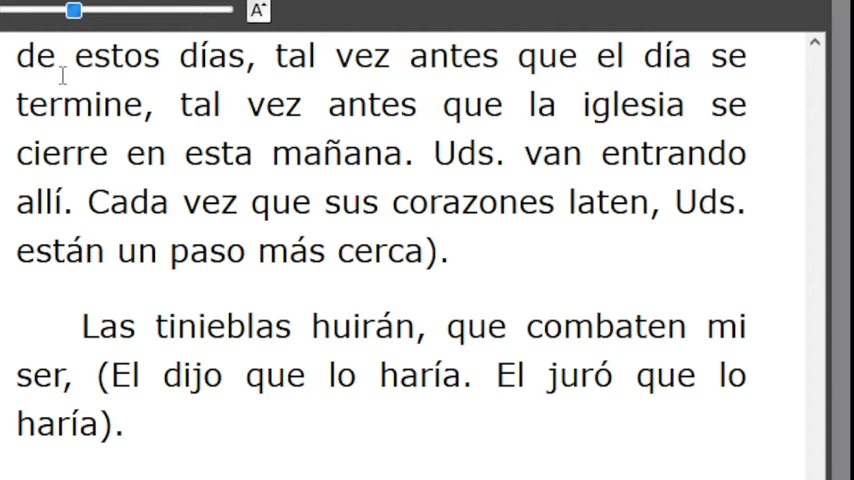 A
de estos días, tal vez antes que el día se
termine, tal vez antes que la iglesia se
cierre en esta mañana. Uds. van entrando
allí. Cada vez que sus corazones laten, Uds.
están un paso más cerca).
Las tinieblas huirán, que combaten mi
ser, (El dijo que lo haría. El juró que lo
haría).